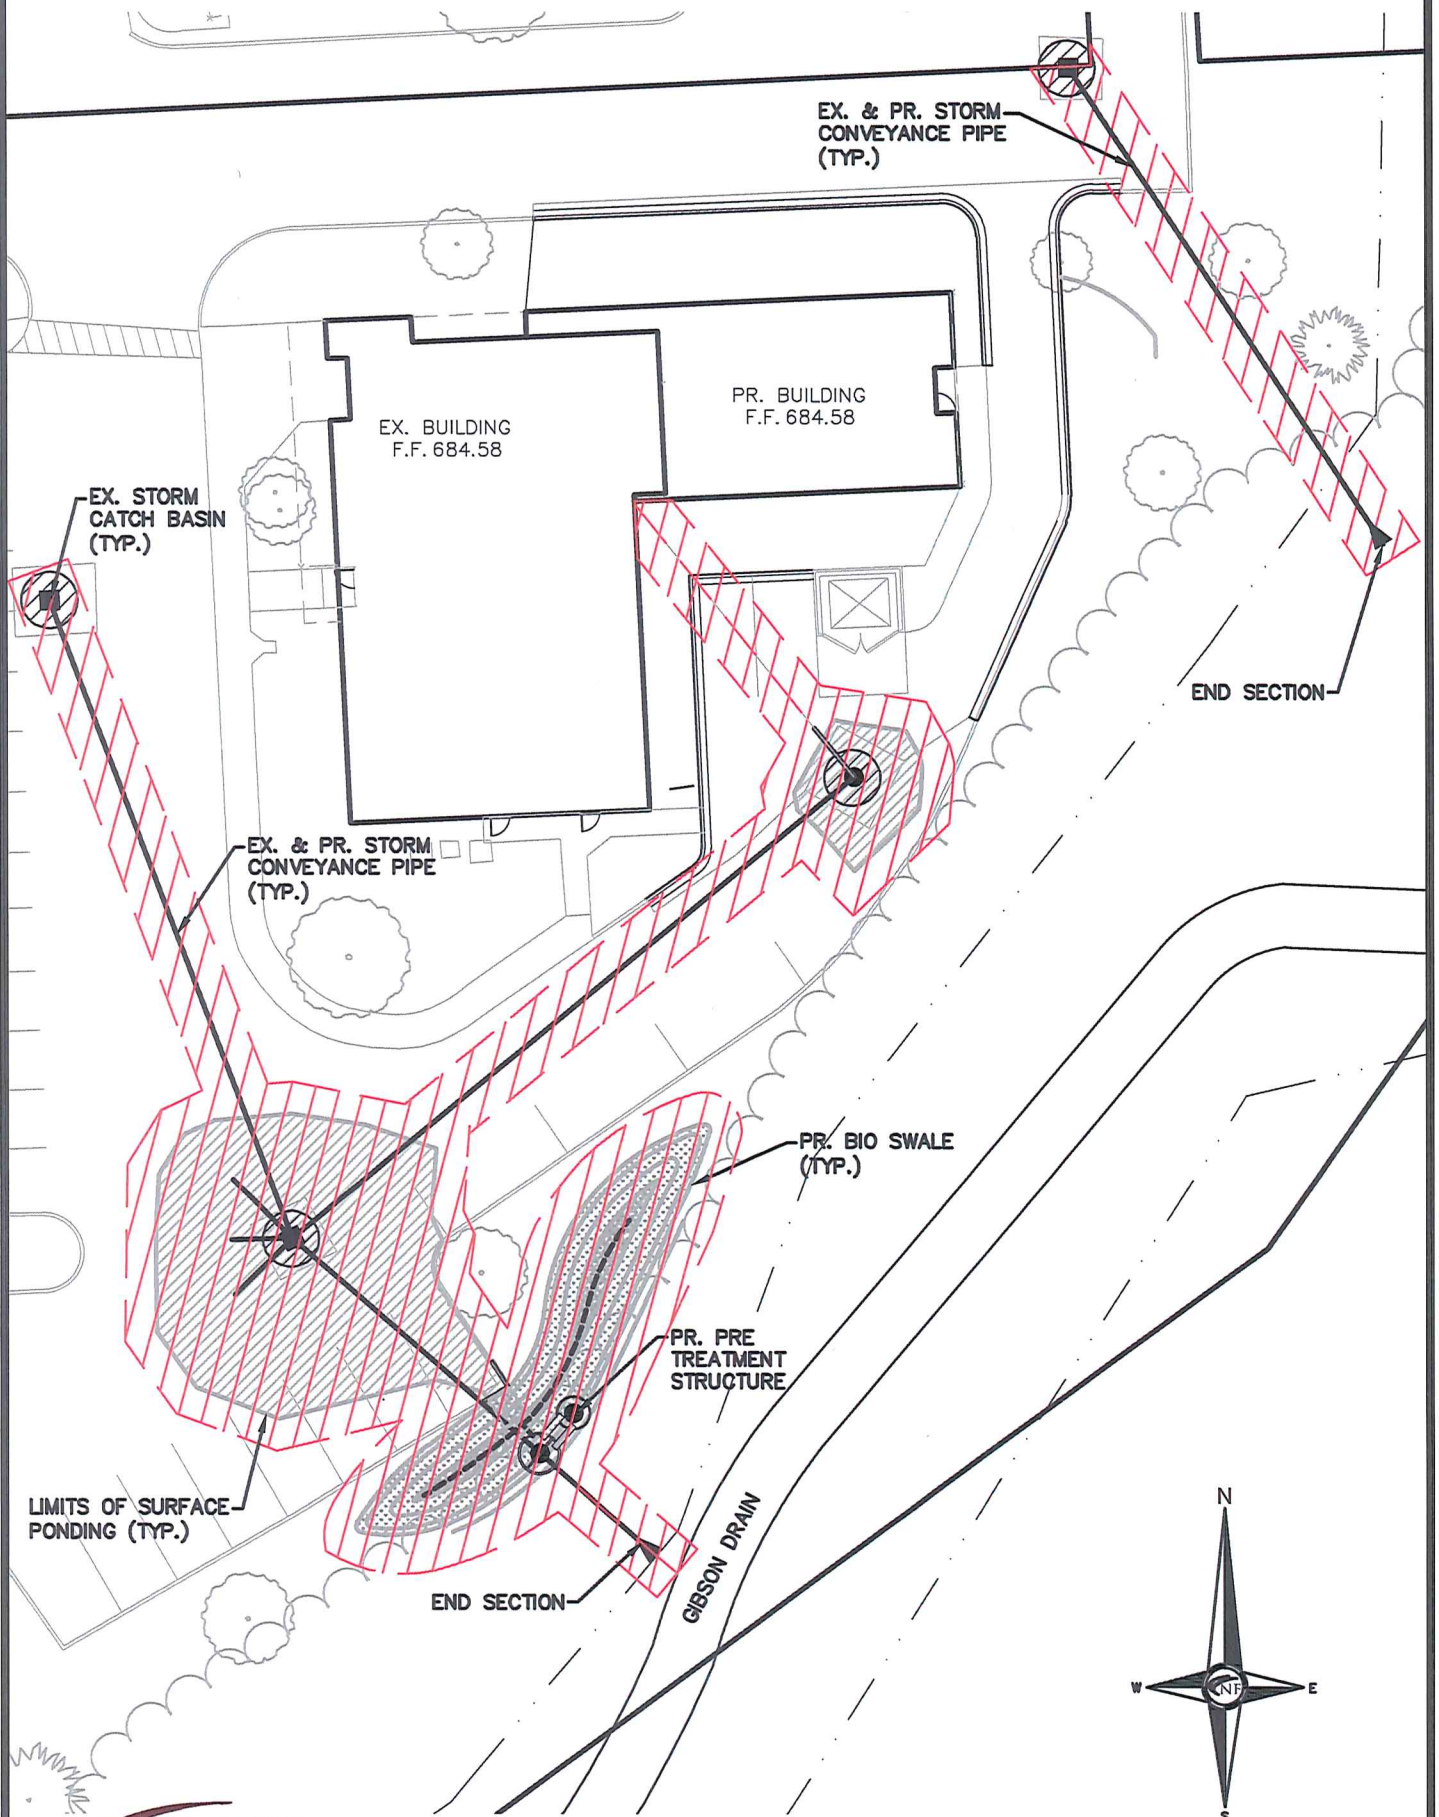 EX. & PR. STORM
CONVEYANCE PIPE
(TYP.)
PR. BUILDING
F.F. 684.58
EX. BUILDING
F.F. 684.58
EX. STORM
CATCH BASIN
(TYP.)
END SECTION
EX. & PR. STORM
CONVEYANCE PIPE
(TYP.)
PR. BIO SWALE
(TYP.)
PR. PRE
TREATMENT
STRUCTURE
LIMITS OF SURFACE
PONDING (TYP.)
END SECTION
GIBSON DRAIN
N
W
NF
E
S